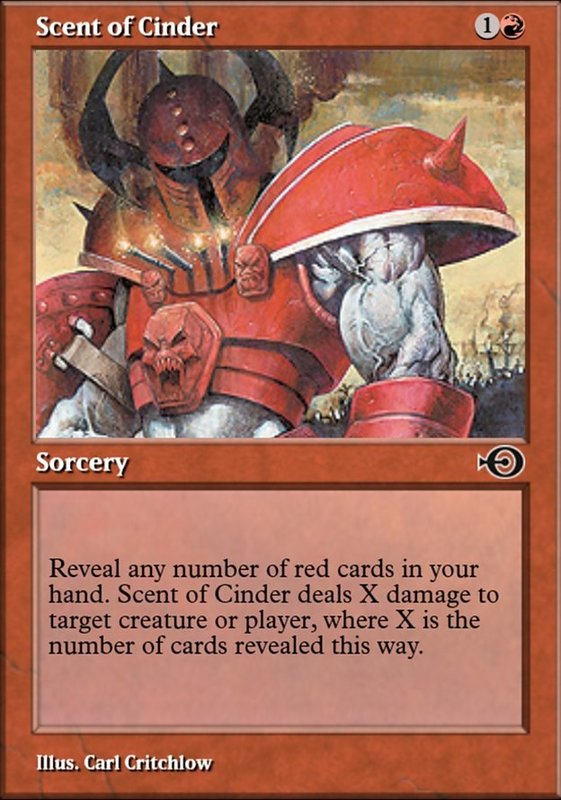 Scent of Cinder 1
Sorcery
Reveal any number of red cards in your
hand. Scent of Cinder deals X damage to
target creature or player, where X is the
number of cards revealed this way.
Illus. Carl Critchlow